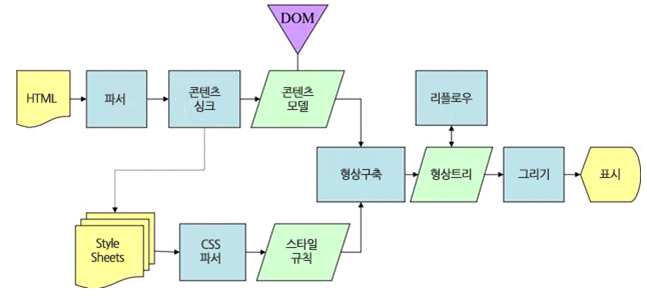 DOM
HTML
파서
콘텐츠
싱크
콘텐츠
모델
리플로우
형상구축
형상트리
그리기
표시
Style
Sheets
CSS
파서
스타일
규칙